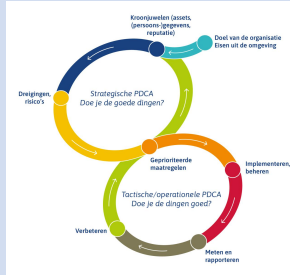 Kroonjuwelen (assets,
(persoons-)gegevens,
reputatie)
Doel van de organisatie
Eisen uit de omgeving
Dreigingen,
risico's
Strategische PDCA
Doe je de goede dingen?
Geprioriteerde
maatregelen
Implementeren,
beheren
Tactische/operationele PDCA
Doe je de dingen goed?
Verbeteren
Meten en
rapporteren